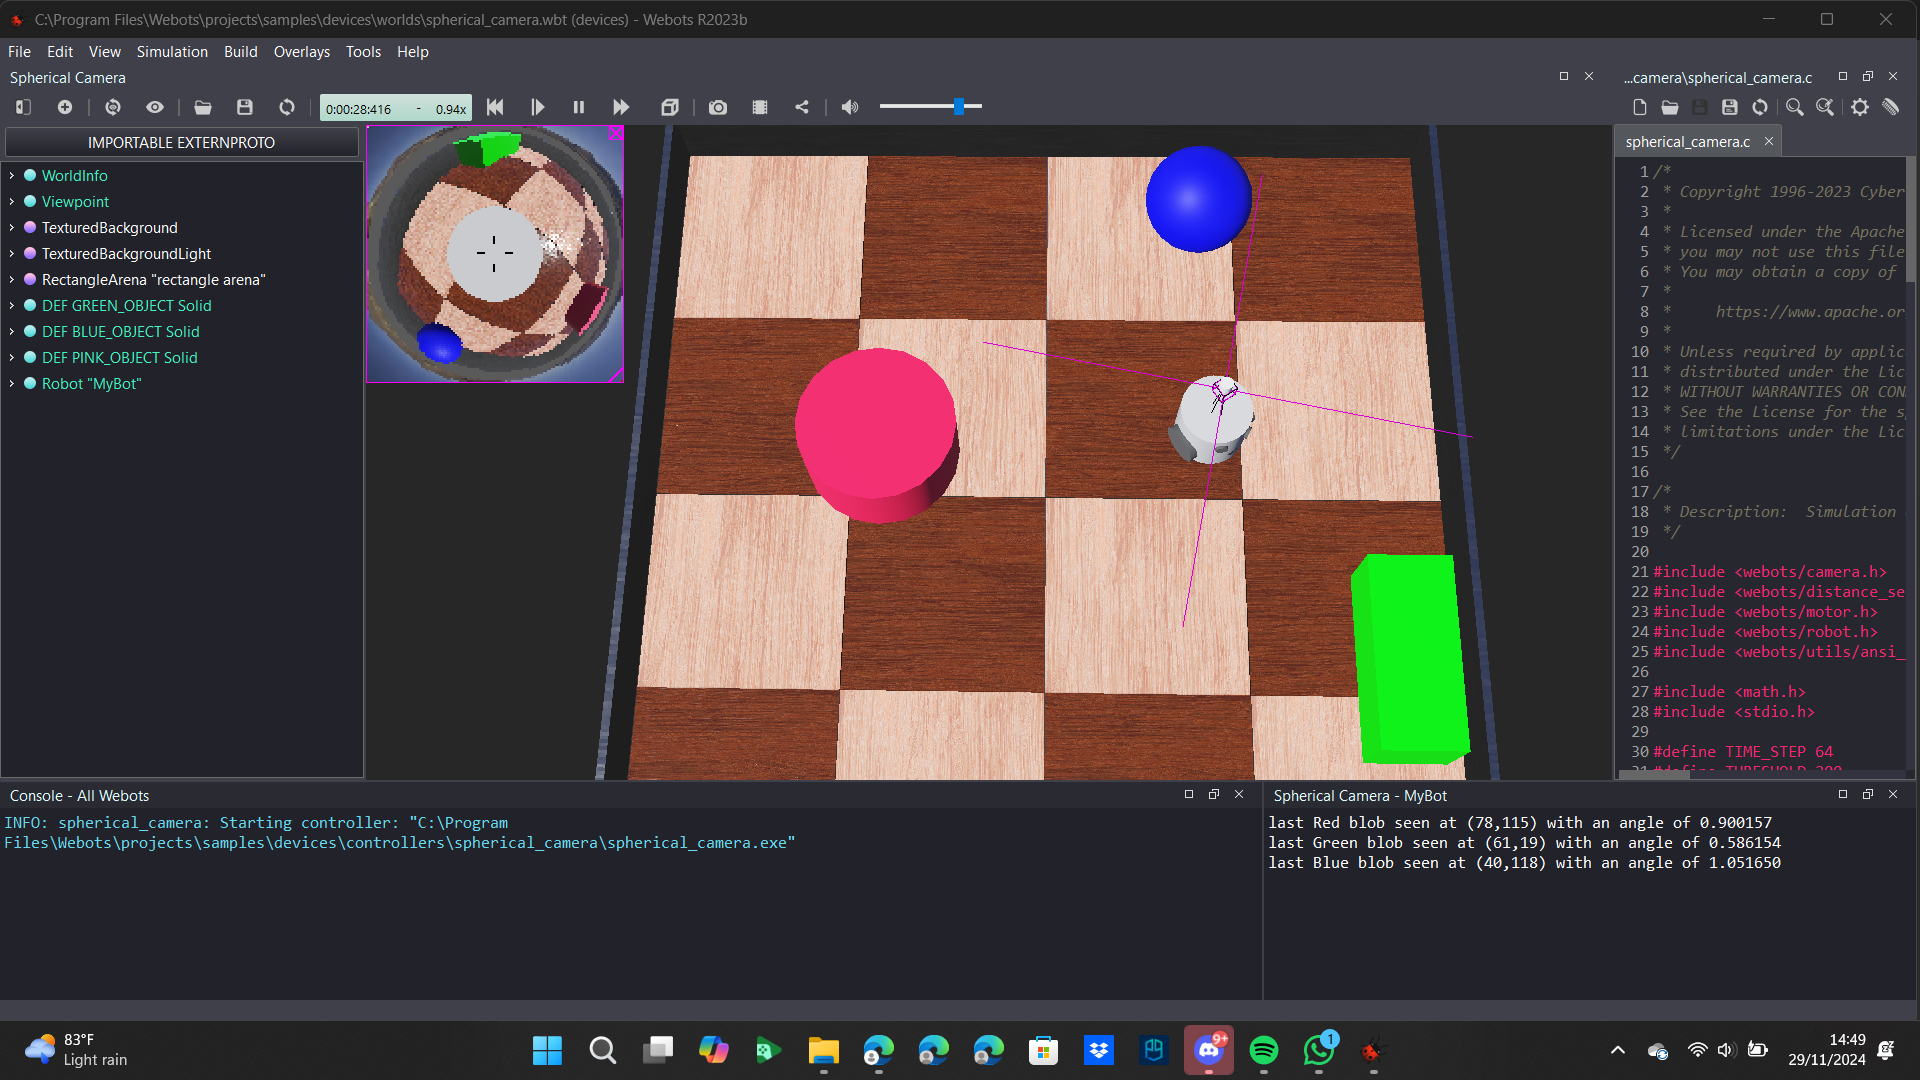 C:\Program Files\Webots\projects\samples\devices\worlds\spherical_camera.wbt (devices) - Webots R2023b
File Edit View Simulation Build Overlays Tools Help
Spherical Camera
...camera\spherical_camera.c
0:00:28:416 - 0.94x
IMPORTABLE EXTERNPROTO
WorldInfo
Viewpoint
TexturedBackground
TexturedBackgroundLight
RectangleArena "rectangle arena"
DEF GREEN_OBJECT Solid
DEF BLUE_OBJECT Solid
DEF PINK_OBJECT Solid
Robot "MyBot"
spherical_camera.c
1 /*
2 * Copyright 1996-2023 Cyber
3 *
4 * Licensed under the Apache
5 * you may not use this file
6 * You may obtain a copy of
7 *
8 * https://www.apache.or
9 *
10 * Unless required by applic
11 * distributed under the Lic
12 * WITHOUT WARRANTIES OR CON
13 * See the License for the s
14 * limitations under the Lic
15 */
16
17 /*
18 * Description: Simulation
19 */
20
21 #include <webots/camera.h>
22 #include <webots/distance_se
23 #include <webots/motor.h>
24 #include <webots/robot.h>
25 #include <webots/utils/ansi_
26
27 #include <math.h>
28 #include <stdio.h>
29
30 #define TIME_STEP 64
Console - All Webots
INFO: spherical_camera: Starting controller: "C:\Program
Files\Webots\projects\samples\devices\controllers\spherical_camera\spherical_camera.exe"
Spherical Camera - MyBot
last Red blob seen at (78,115) with an angle of 0.900157
last Green blob seen at (61,19) with an angle of 0.586154
last Blue blob seen at (40,118) with an angle of 1.051650
83°F
Light rain
9+
1
14:49
29/11/2024